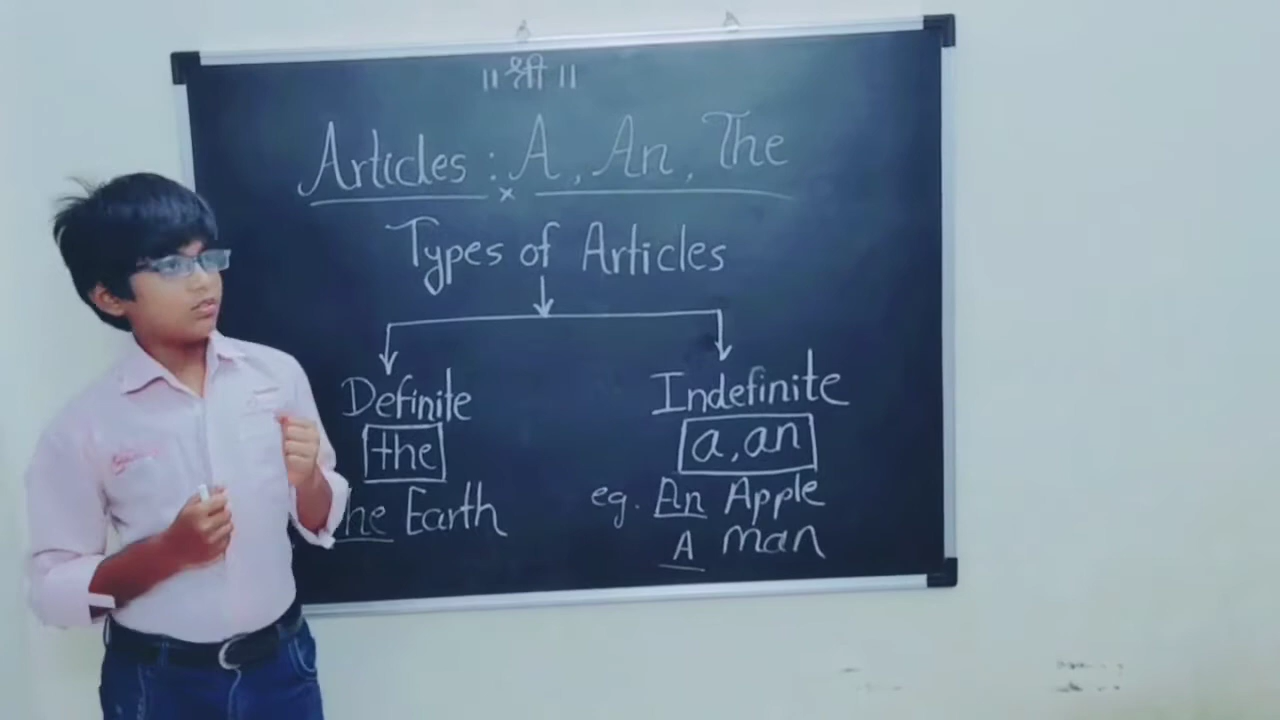 ॥ श्री ॥
Articles : A, An, The
Types of Articles
Definite
the
he Earth
Indefinite
a, an
eg. An Apple
A man